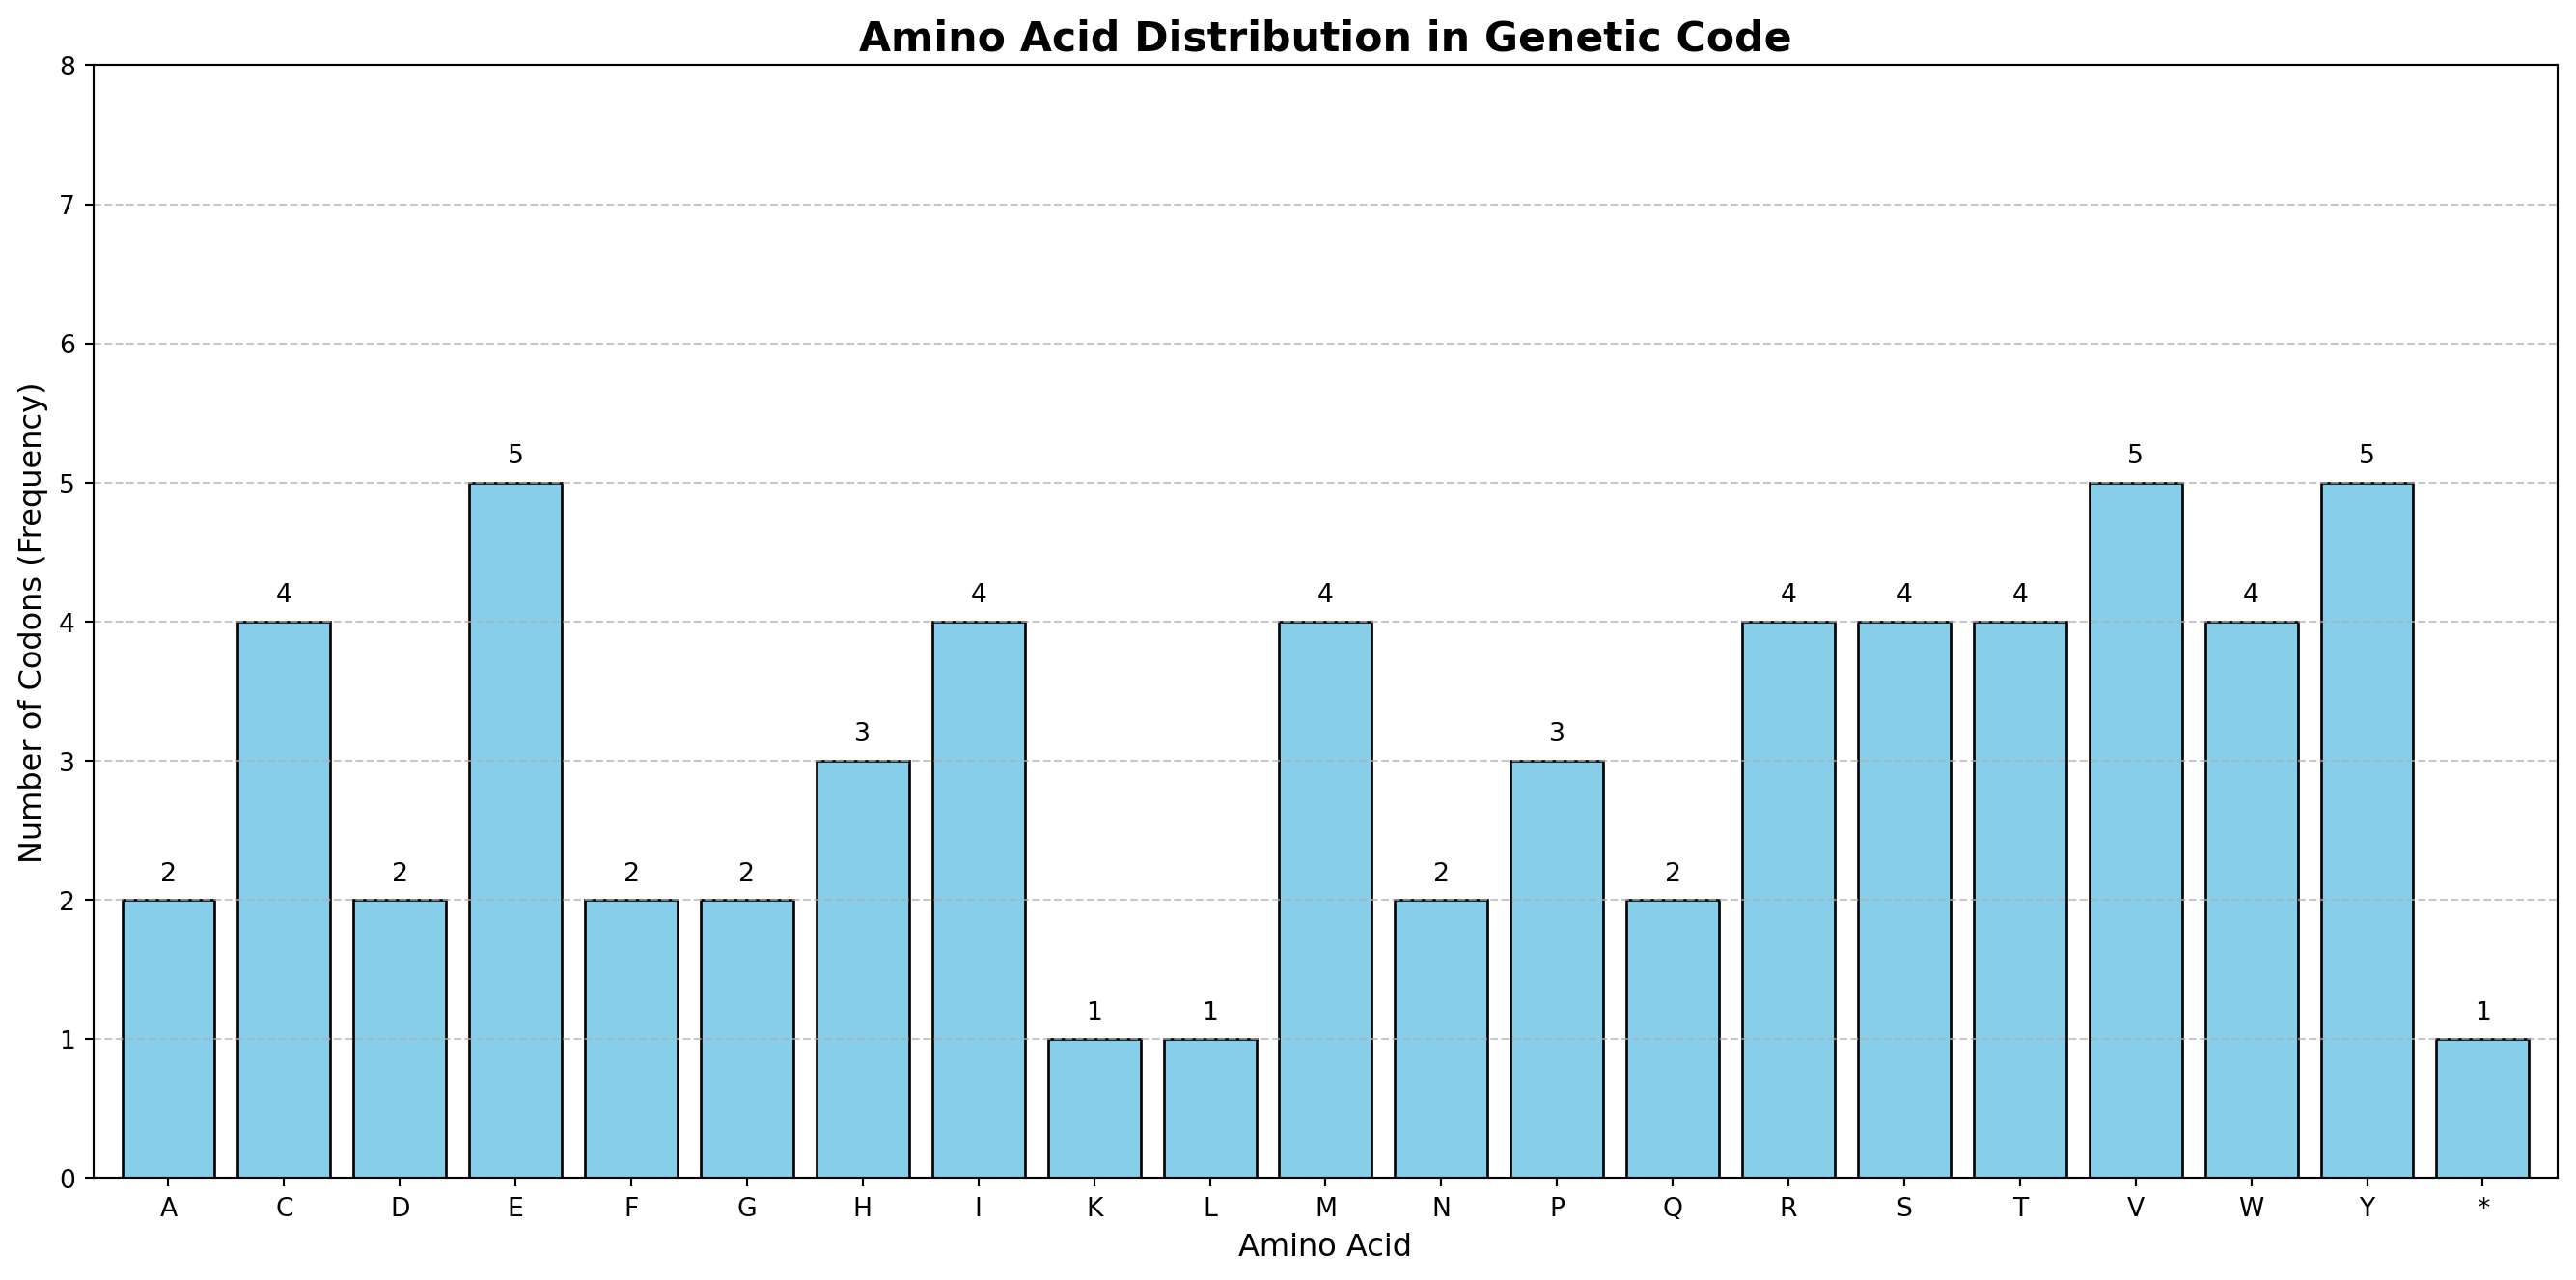 Amino Acid Distribution in Genetic Code
Number of Codons (Frequency)
8
7
6
5
4
3
2
1
0
2 4 2 5 2 2 3 4 1 1 4 2 3 2 4 4 4 5 4 5 1
A C D E F G H I K L M N P Q R S T V W Y *
Amino Acid